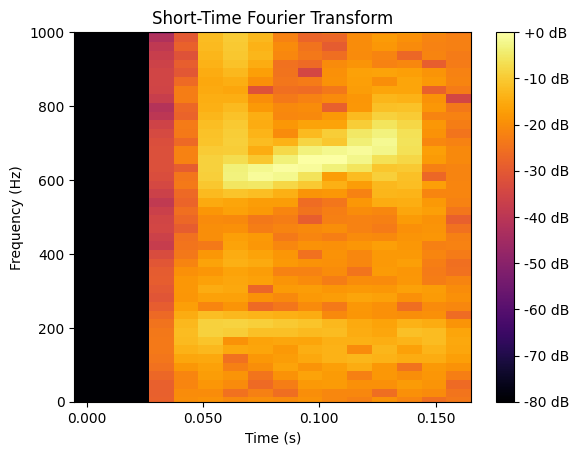 Short-Time Fourier Transform
1000
800
600
400
200
0
Frequency (Hz)
0.000
0.050
0.100
0.150
Time (s)
+0 dB
-10 dB
-20 dB
-30 dB
-40 dB
-50 dB
-60 dB
-70 dB
-80 dB